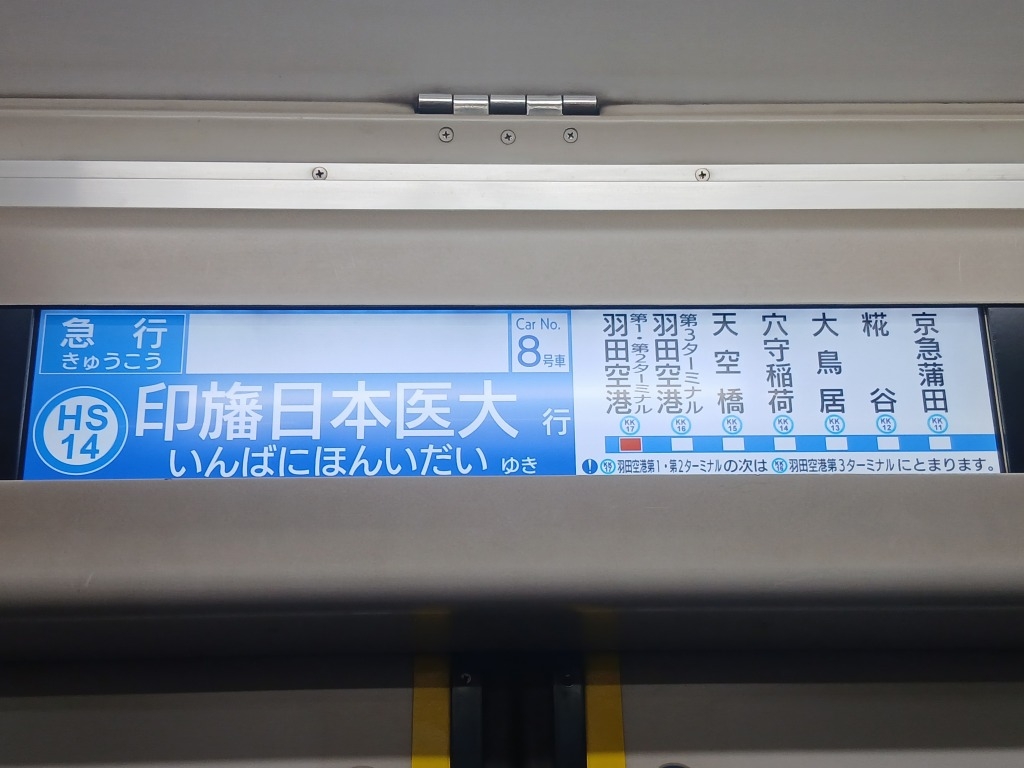 急行
きゅうこう
Car No.
8号車
HS
14
印旛日本医大 行
いんばにほんいだい ゆき
羽田空港
第1・第2ターミナル
羽田空港
第3ターミナル
天空橋
穴守稲荷
大鳥居
糀谷
京急蒲田
KK
17
KK
16
KK
15
KK
14
KK
13
KK
12
KK
11
! KK 17 羽田空港第1・第2ターミナルの次は KK 16 羽田空港第3ターミナルにとまります。